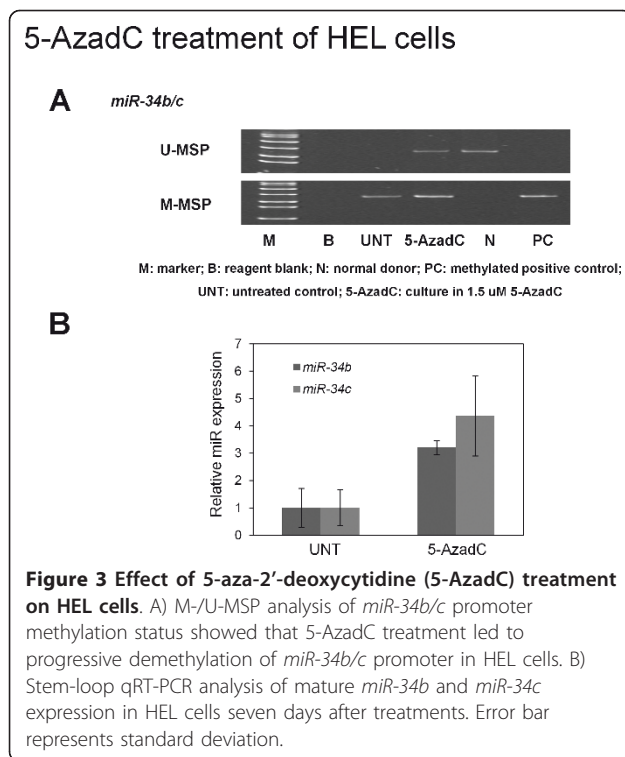 5-AzadC treatment of HEL cells
A
miR-34b/c
U-MSP
M-MSP
M B UNT 5-AzadC N PC
M: marker; B: reagent blank; N: normal donor; PC: methylated positive control;
UNT: untreated control; 5-AzadC: culture in 1.5 uM 5-AzadC
B
Relative miR expression
7
6
5
4
3
2
1
0
miR-34b
miR-34c
UNT 5-AzadC
Figure 3 Effect of 5-aza-2’-deoxycytidine (5-AzadC) treatment
on HEL cells. A) M-/U-MSP analysis of miR-34b/c promoter
methylation status showed that 5-AzadC treatment led to
progressive demethylation of miR-34b/c promoter in HEL cells. B)
Stem-loop qRT-PCR analysis of mature miR-34b and miR-34c
expression in HEL cells seven days after treatments. Error bar
represents standard deviation.